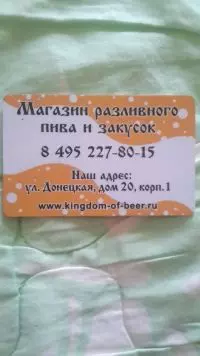 Магазин разливного
пива и закусок
8 495 227-80-15
Наш адрес:
ул. Донецкая, дом 20, корп.1
www.kingdom-of-beer.ru